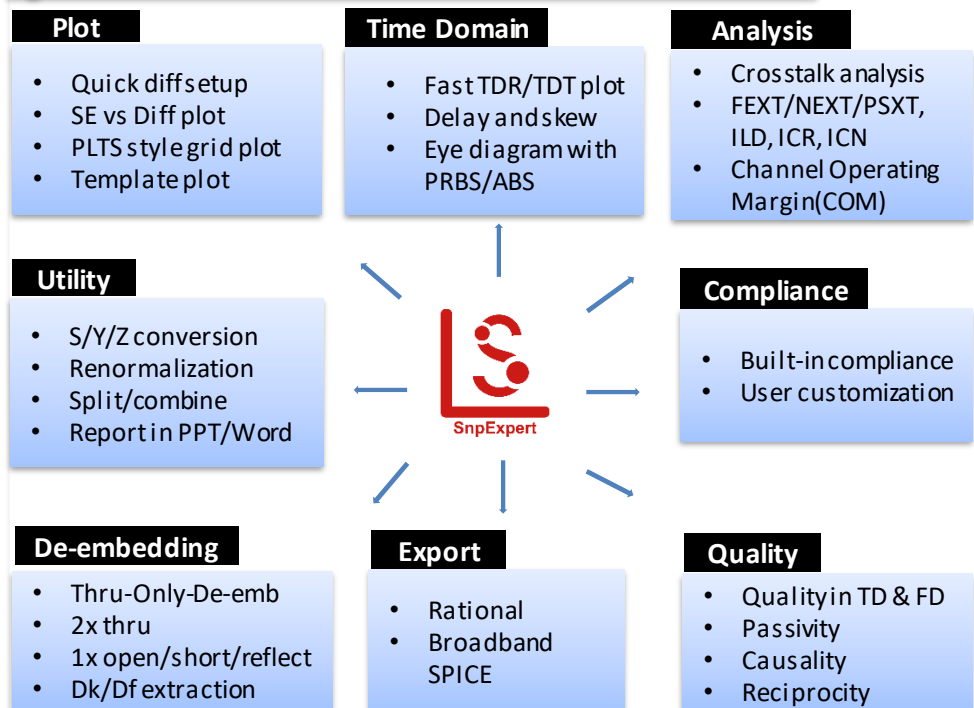 Plot
• Quick diff setup
• SE vs Diff plot
• PLTS style grid plot
• Template plot
Time Domain
• Fast TDR/TDT plot
• Delay and skew
• Eye diagram with
PRBS/ABS
Analysis
• Crosstalk analysis
• FEXT/NEXT/PSXT,
ILD, ICR, ICN
• Channel Operating
Margin(COM)
Utility
• S/Y/Z conversion
• Renormalization
• Split/combine
• Report in PPT/Word
SnpExpert
Compliance
• Built-in compliance
• User customization
De-embedding
• Thru-Only-De-emb
• 2x thru
• 1x open/short/reflect
• Dk/Df extraction
Export
• Rational
• Broadband
SPICE
Quality
• Quality in TD & FD
• Passivity
• Causality
• Reciprocity